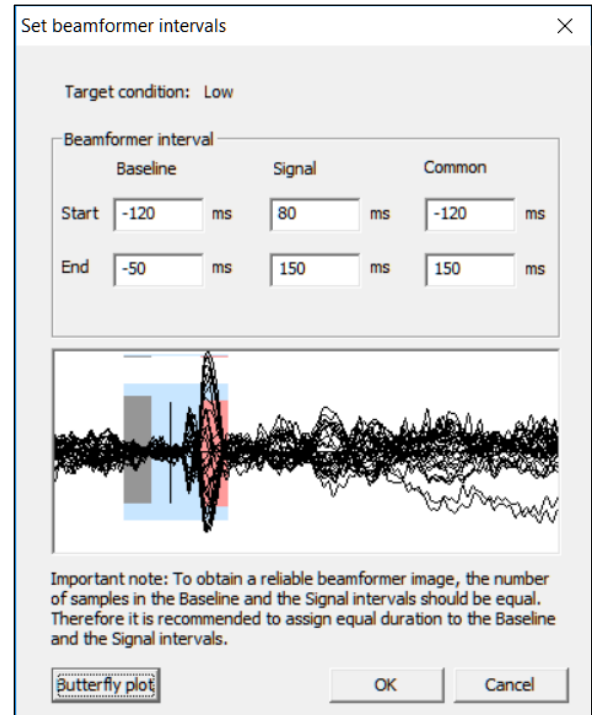 Set beamformer intervals
Target condition: Low
Beamformer interval
Baseline Signal Common
Start -120 ms 80 ms -120 ms
End -50 ms 150 ms 150 ms
Important note: To obtain a reliable beamformer image, the number
of samples in the Baseline and the Signal intervals should be equal.
Therefore it is recommended to assign equal duration to the Baseline
and the Signal intervals.
Butterfly plot OK Cancel